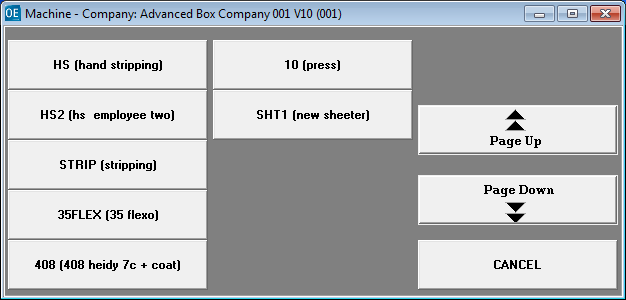 OE Machine - Company: Advanced Box Company 001 V10 (001)
HS (hand stripping)
10 (press)
HS2 (hs  employee two)
SHT1 (new sheeter)
Page Up
STRIP (stripping)
Page Down
35FLEX (35 flexo)
408 (408 heidy 7c + coat)
CANCEL